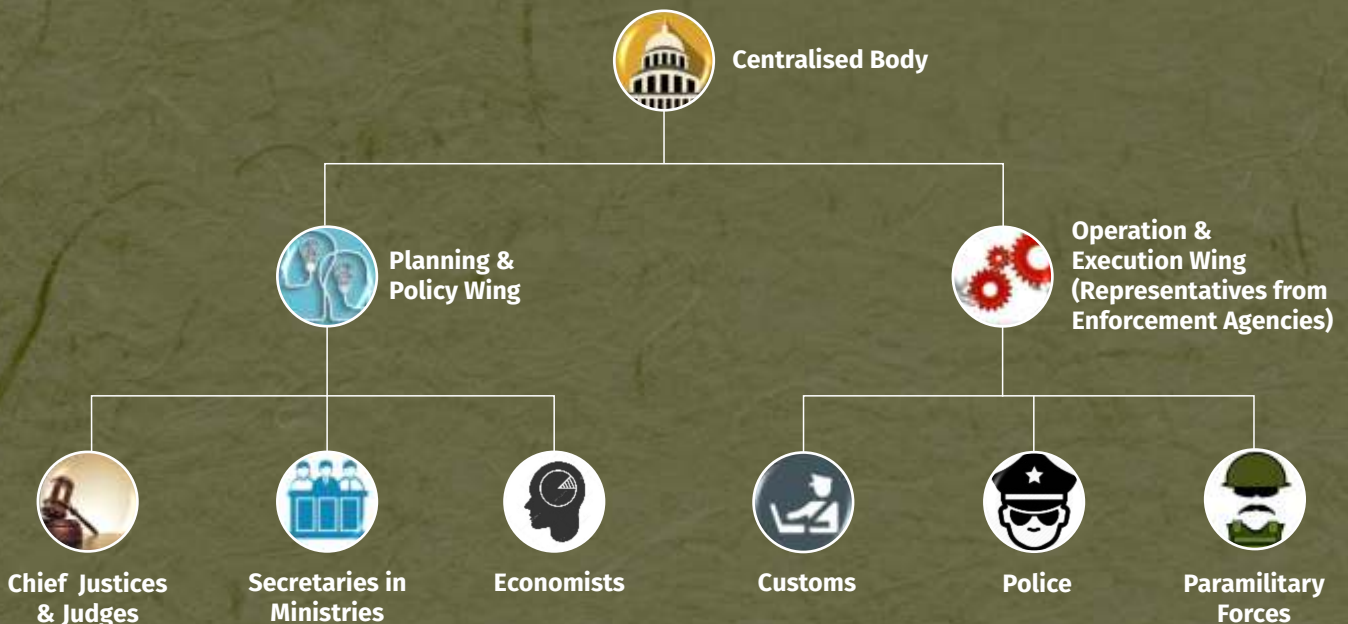 Centralised Body
Planning &
Policy Wing
Operation &
Execution Wing
(Representatives from
Enforcement Agencies)
Chief Justices
& Judges
Secretaries in
Ministries
Economists
Customs
Police
Paramilitary
Forces